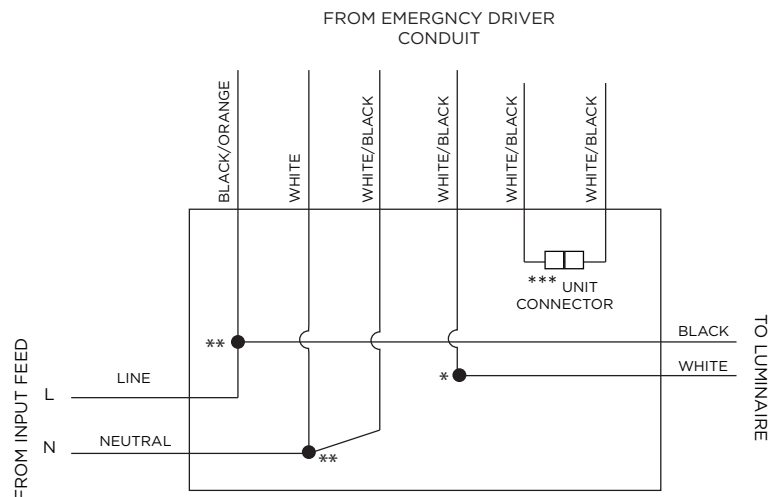 FROM EMERGNCY DRIVER
CONDUIT
BLACK/ORANGE
WHITE
WHITE/BLACK
WHITE/BLACK
WHITE/BLACK
WHITE/BLACK
*** UNIT
CONNECTOR
**
BLACK
*
WHITE
TO LUMINAIRE
FROM INPUT FEED
L
LINE
N
NEUTRAL
**